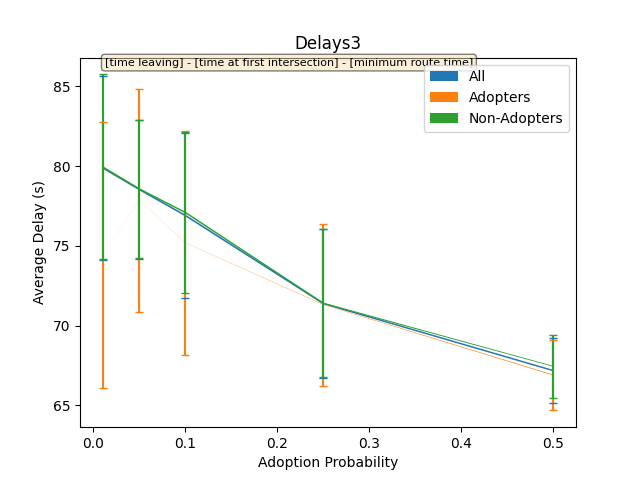 Delays3
[time leaving] - [time at first intersection] - [minimum route time]
All
Adopters
Non-Adopters
Average Delay (s)
85
80
75
70
65
0.0 0.1 0.2 0.3 0.4 0.5
Adoption Probability